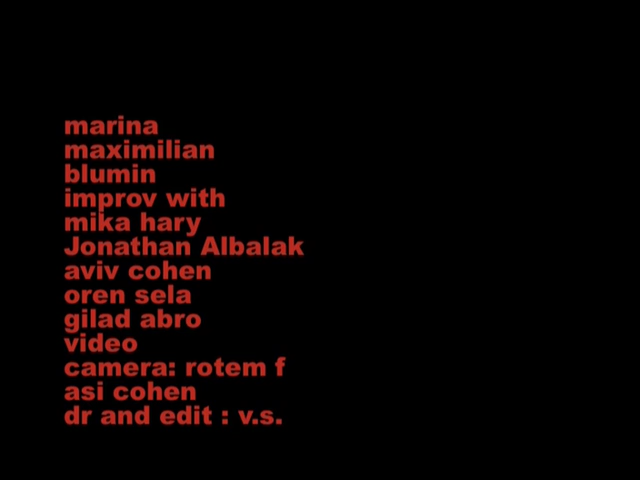 marina
maximilian
blumin
improv with
mika hary
Jonathan Albalak
aviv cohen
oren sela
gilad abro
video
camera: rotem f
asi cohen
dr and edit : v.s.